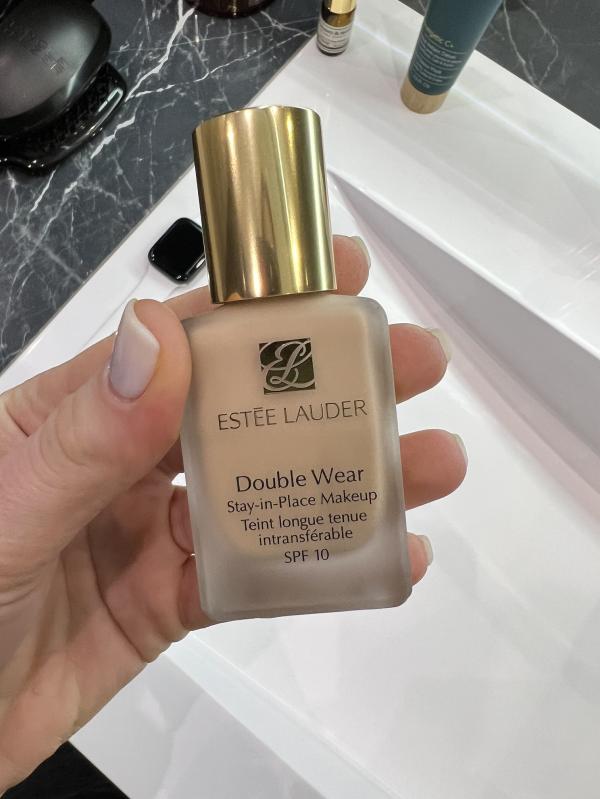 ESTĒE LAUDER
Double Wear
Stay-in-Place Makeup
Teint longue tenue
intransférable
SPF 10